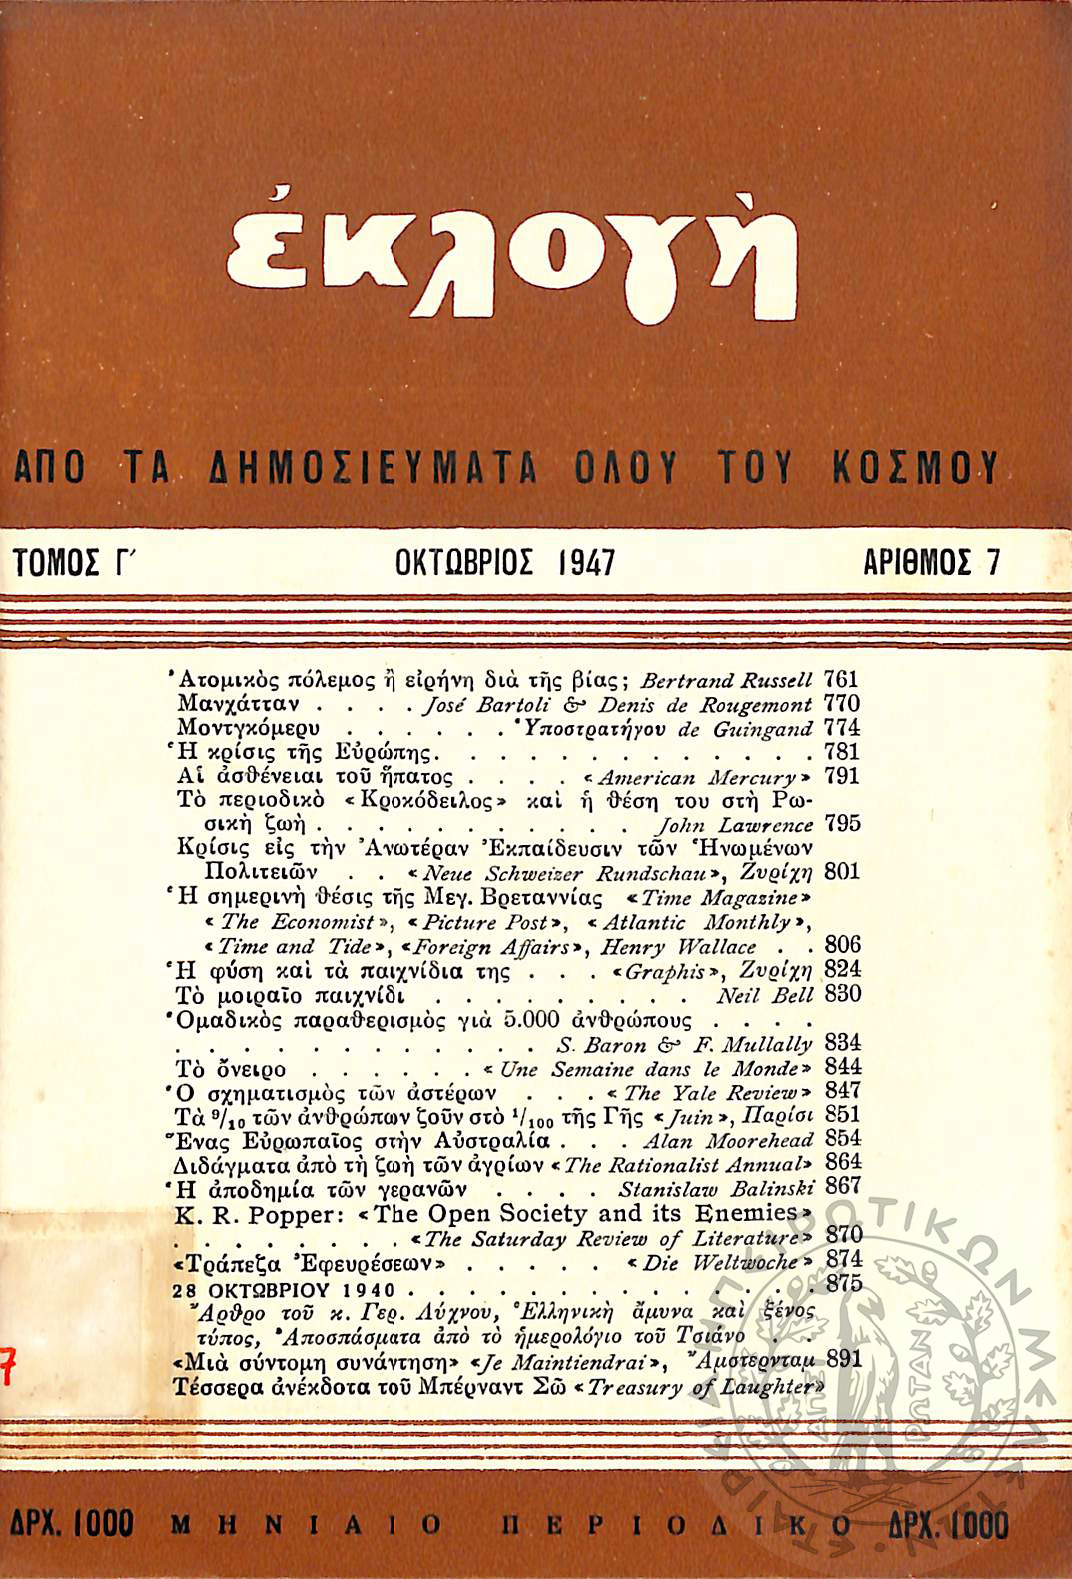 ἐκλογὴ
ΑΠΟ ΤΑ ΔΗΜΟΣΙΕΥΜΑΤΑ ΟΛΟΥ ΤΟΥ ΚΟΣΜΟΥ
ΤΟΜΟΣ Γ΄ ΟΚΤΩΒΡΙΟΣ 1947 ΑΡΙΘΜΟΣ 7
Ἀτομικὸς πόλεμος ἢ εἰρήνη διὰ τῆς βίας; Bertrand Russell 761
Μανχάτταν . . . . José Bartoli & Denis de Rougemont 770
Μοντγκόμερυ . . . . . . Ὑποστρατήγου de Guingand 774
Ἡ κρίσις τῆς Εὐρώπης. . . . . . . . . . . . . . 781
Αἱ ἀσθένειαι τοῦ ἥπατος . . . . «American Mercury» 791
Τὸ περιοδικὸ «Κροκόδειλος» καὶ ἡ θέση του στὴ Ρω-
σικὴ ζωὴ . . . . . . . . . . . . John Lawrence 795
Κρίσις εἰς τὴν Ἀνωτέραν Ἐκπαίδευσιν τῶν Ἡνωμένων
Πολιτειῶν . . «Neue Schweizer Rundschau», Ζυρίχη 801
Ἡ σημερινὴ θέσις τῆς Μεγ. Βρεταννίας «Time Magazine»
«The Economist», «Picture Post», «Atlantic Monthly»,
«Time and Tide», «Foreign Affairs», Henry Wallace . . 806
Ἡ φύση καὶ τὰ παιχνίδια της . . . «Graphis», Ζυρίχη 824
Τὸ μοιραῖο παιχνίδι . . . . . . . . . Neil Bell 830
Ὁμαδικὸς παραθερισμὸς γιὰ 5.000 ἀνθρώπους . . . .
. . . . . . . . . . . . . S. Baron & F. Mullally 834
Τὸ ὄνειρο . . . . . . «Une Semaine dans le Monde» 844
Ὁ σχηματισμὸς τῶν ἀστέρων . . . «The Yale Review» 847
Τὰ 9/10 τῶν ἀνθρώπων ζοῦν στὸ 1/100 τῆς Γῆς «Juin», Παρίσι 851
Ἕνας Εὐρωπαῖος στὴν Αὐστραλία . . . Alan Moorehead 854
Διδάγματα ἀπὸ τὴ ζωὴ τῶν ἀγρίων «The Rationalist Annual» 864
Ἡ ἀποδημία τῶν γερανῶν . . . . Stanislaw Balinski 867
K. R. Popper: «The Open Society and its Enemies»
. . . . . . . . «The Saturday Review of Literature» 870
«Τράπεζα Ἐφευρέσεων» . . . . . «Die Weltwoche» 874
28 ΟΚΤΩΒΡΙΟΥ 1940 . . . . . . . . . . . . . . . 875
Ἄρθρο τοῦ κ. Γερ. Λύχνου, Ἑλληνικὴ ἄμυνα καὶ ξένος
τύπος, Ἀποσπάσματα ἀπὸ τὸ ἡμερολόγιο τοῦ Τσιάνο . .
«Μιὰ σύντομη συνάντηση» «Je Maintiendrai», Ἄμστερνταμ 891
Τέσσερα ἀνέκδοτα τοῦ Μπέρναντ Σῶ «Treasury of Laughter»
7
ΔΡΧ. 1000 ΜΗΝΙΑΙΟ ΠΕΡΙΟΔΙΚΟ ΔΡΧ. 1000
ΕΤΑΙΡΕΙΑ ΗΠΕΙΡΩΤΙΚΩΝ ΜΕΛΕΤΩΝ
ΑΠΕΙ ΡΩΤΑΝ